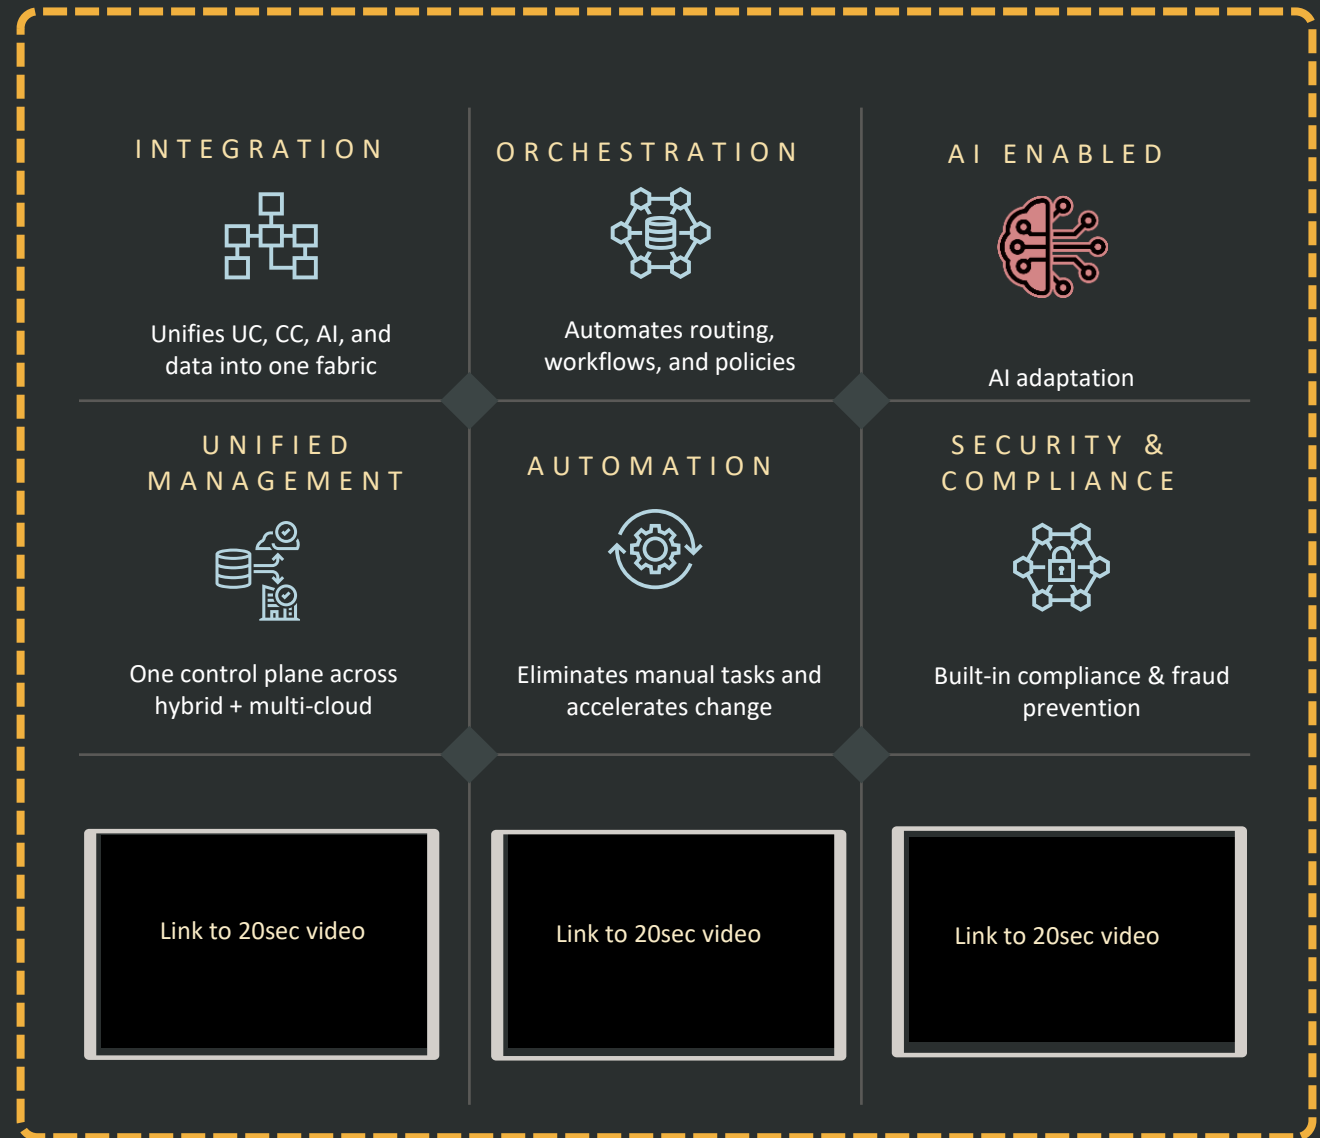 INTEGRATION
Unifies UC, CC, AI, and
data into one fabric
ORCHESTRATION
Automates routing,
workflows, and policies
AI ENABLED
AI adaptation
UNIFIED
MANAGEMENT
One control plane across
hybrid + multi-cloud
AUTOMATION
Eliminates manual tasks and
accelerates change
SECURITY &
COMPLIANCE
Built-in compliance & fraud
prevention
Link to 20sec video
Link to 20sec video
Link to 20sec video